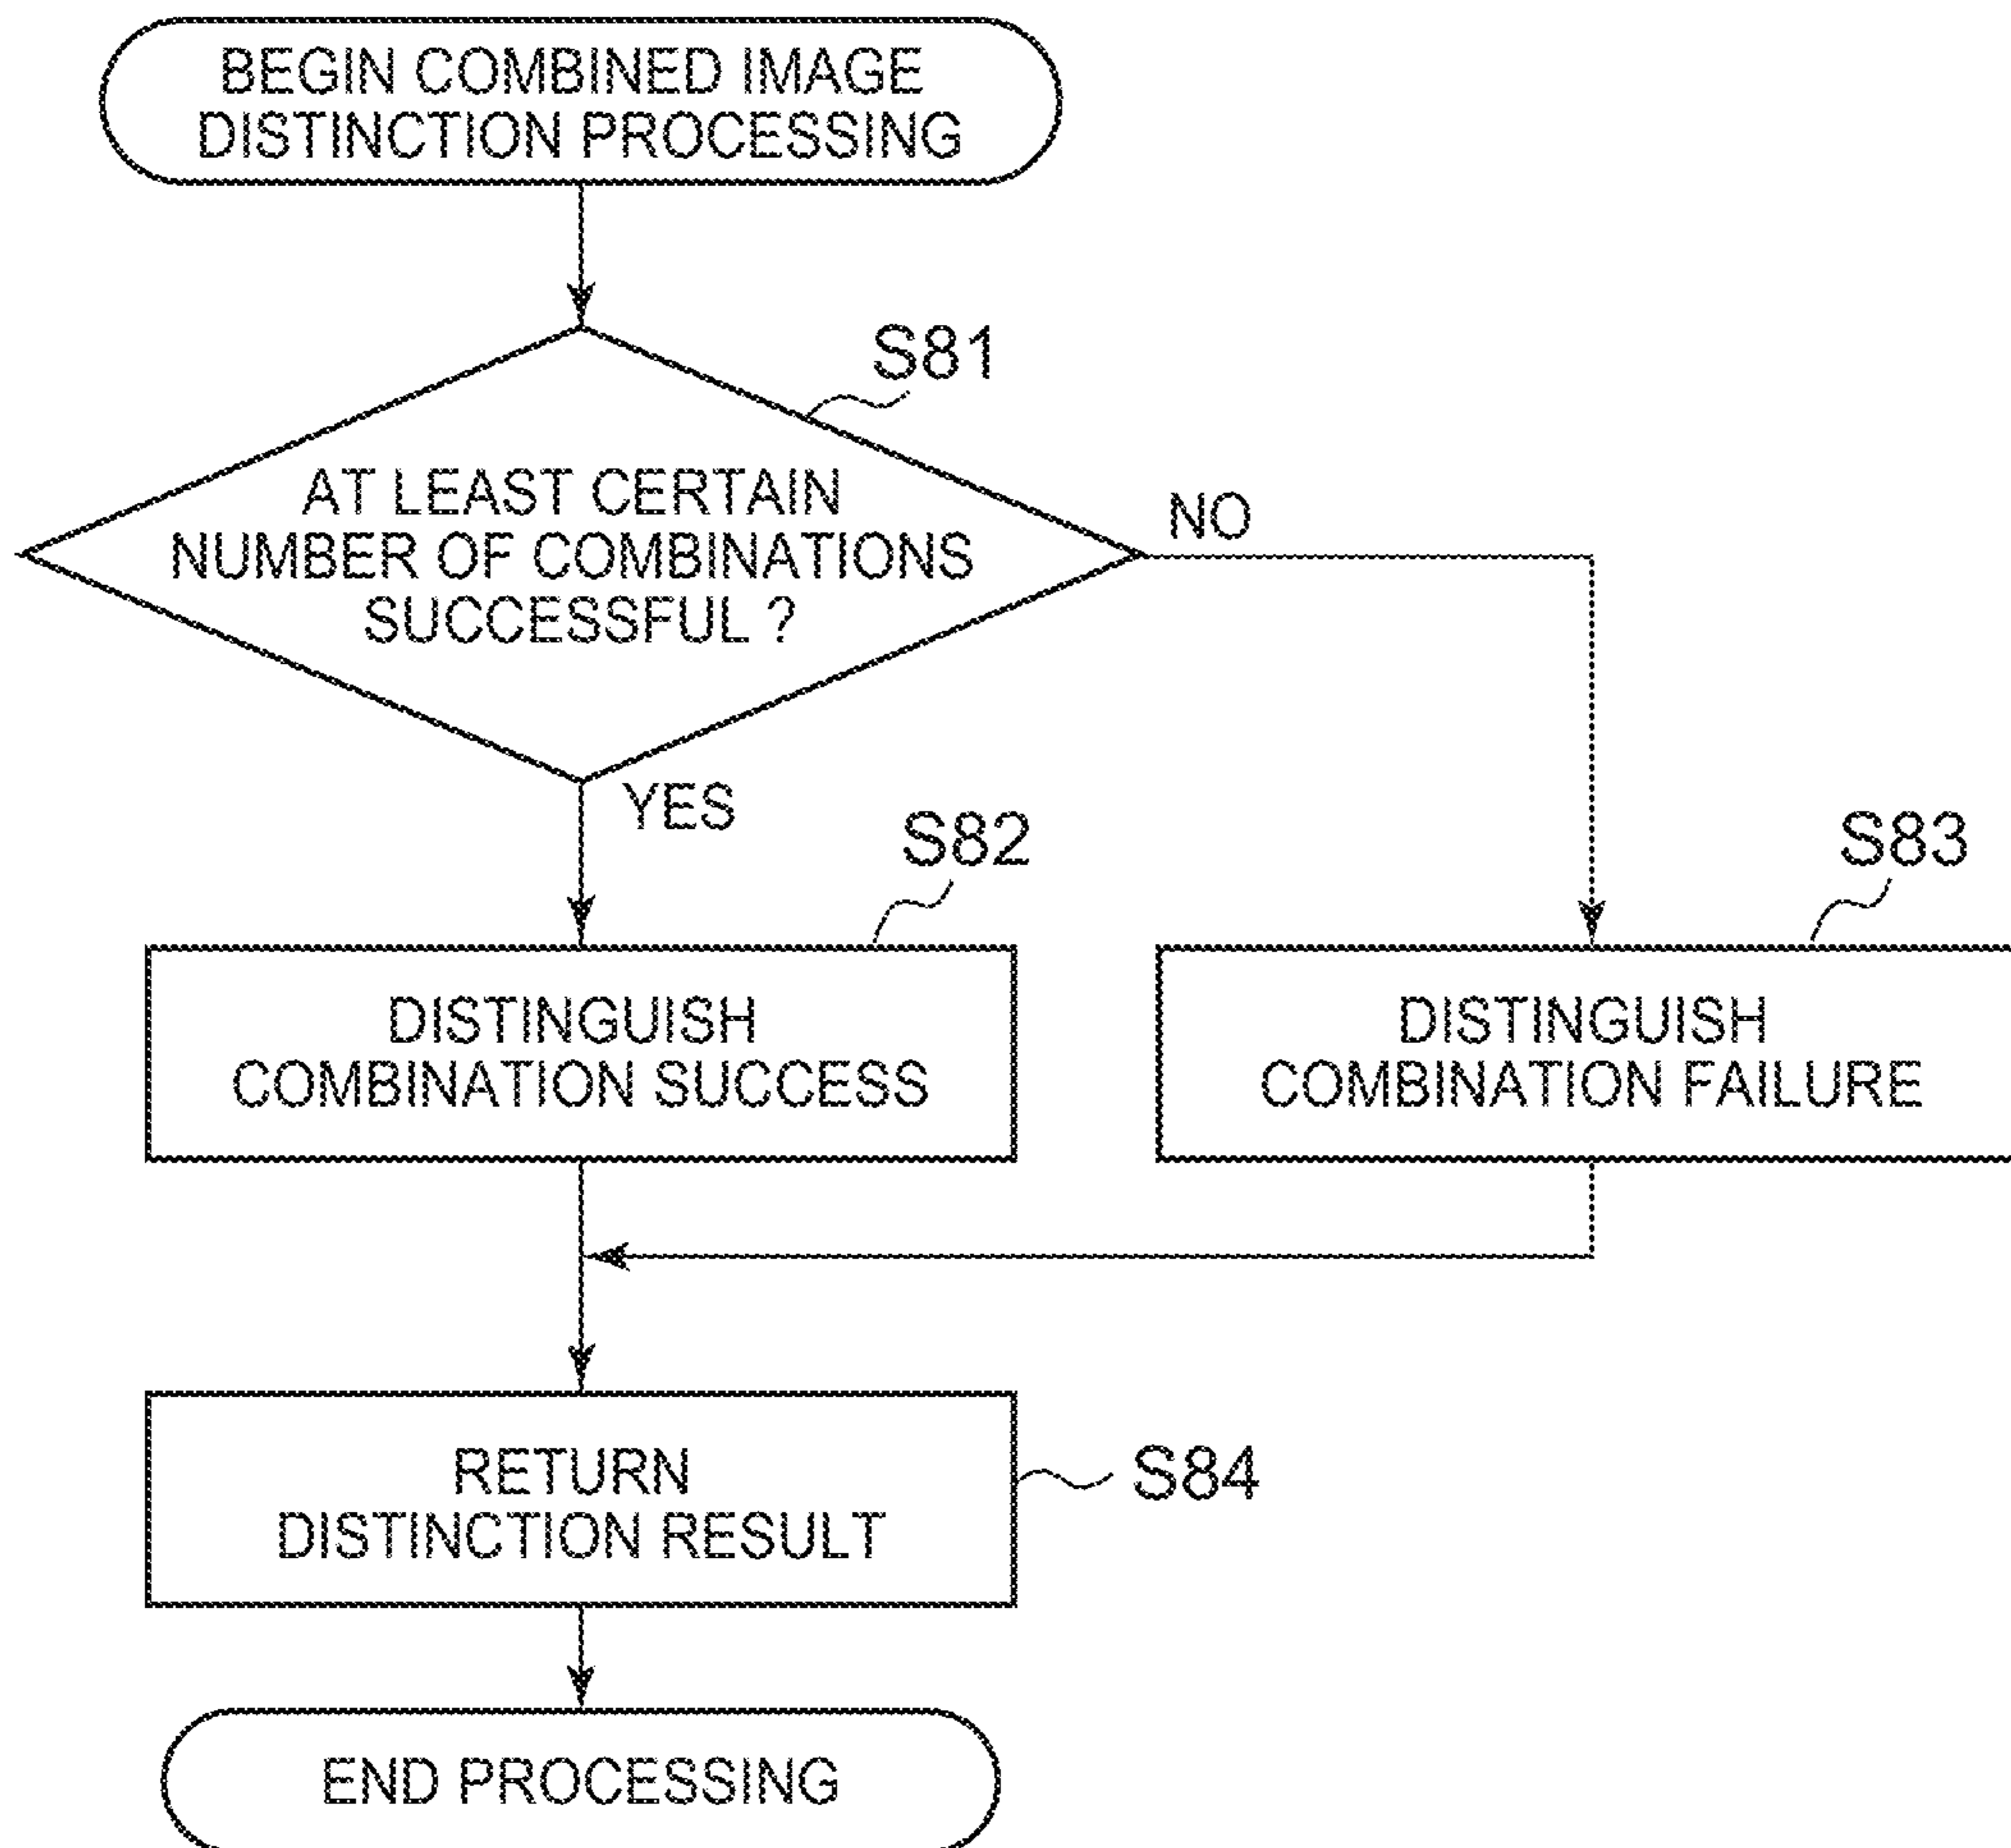 BEGIN COMBINED IMAGE
DISTINCTION PROCESSING
S81
AT LEAST CERTAIN
NUMBER OF COMBINATIONS
SUCCESSFUL ?
NO
YES
S82
S83
DISTINGUISH
COMBINATION SUCCESS
DISTINGUISH
COMBINATION FAILURE
RETURN
DISTINCTION RESULT
S84
END PROCESSING